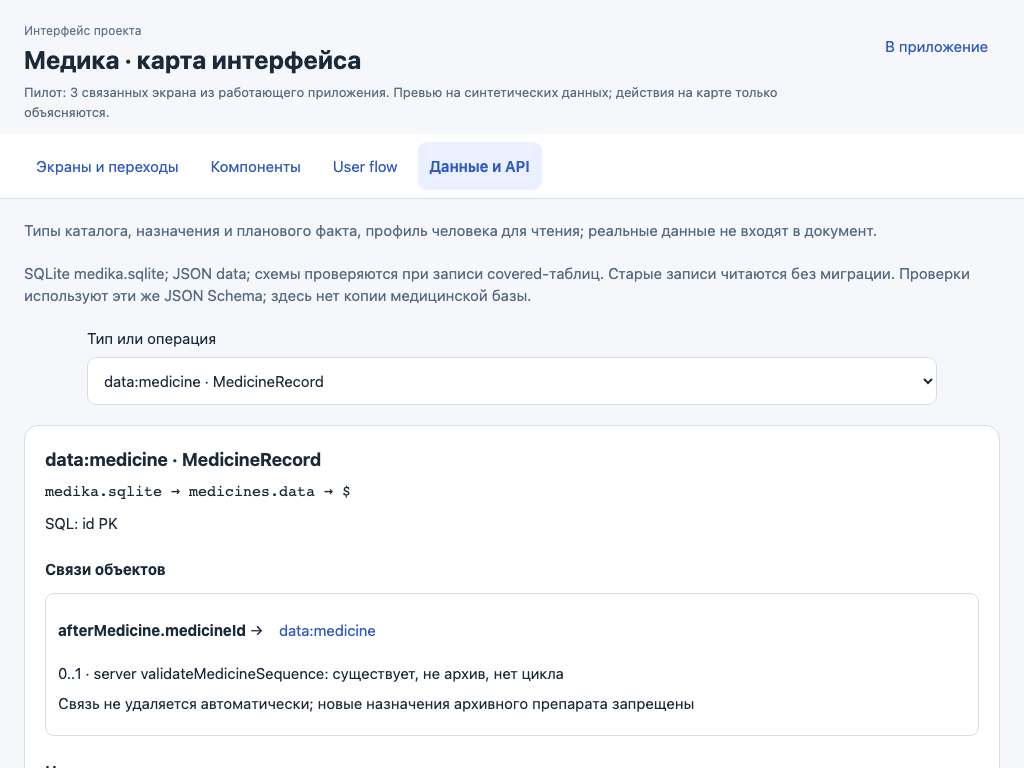 Интерфейс проекта
Медика · карта интерфейса
В приложение
Пилот: 3 связанных экрана из работающего приложения. Превью на синтетических данных; действия на карте только
объясняются.
Экраны и переходы
Компоненты
User flow
Данные и API
Типы каталога, назначения и планового факта, профиль человека для чтения; реальные данные не входят в документ.
SQLite medika.sqlite; JSON data; схемы проверяются при записи covered-таблиц. Старые записи читаются без миграции. Проверки
используют эти же JSON Schema; здесь нет копии медицинской базы.
Тип или операция
data:medicine · MedicineRecord
data:medicine · MedicineRecord
medika.sqlite → medicines.data → $
SQL: id PK
Связи объектов
afterMedicine.medicineId → data:medicine
0..1 · server validateMedicineSequence: существует, не архив, нет цикла
Связь не удаляется автоматически; новые назначения архивного препарата запрещены